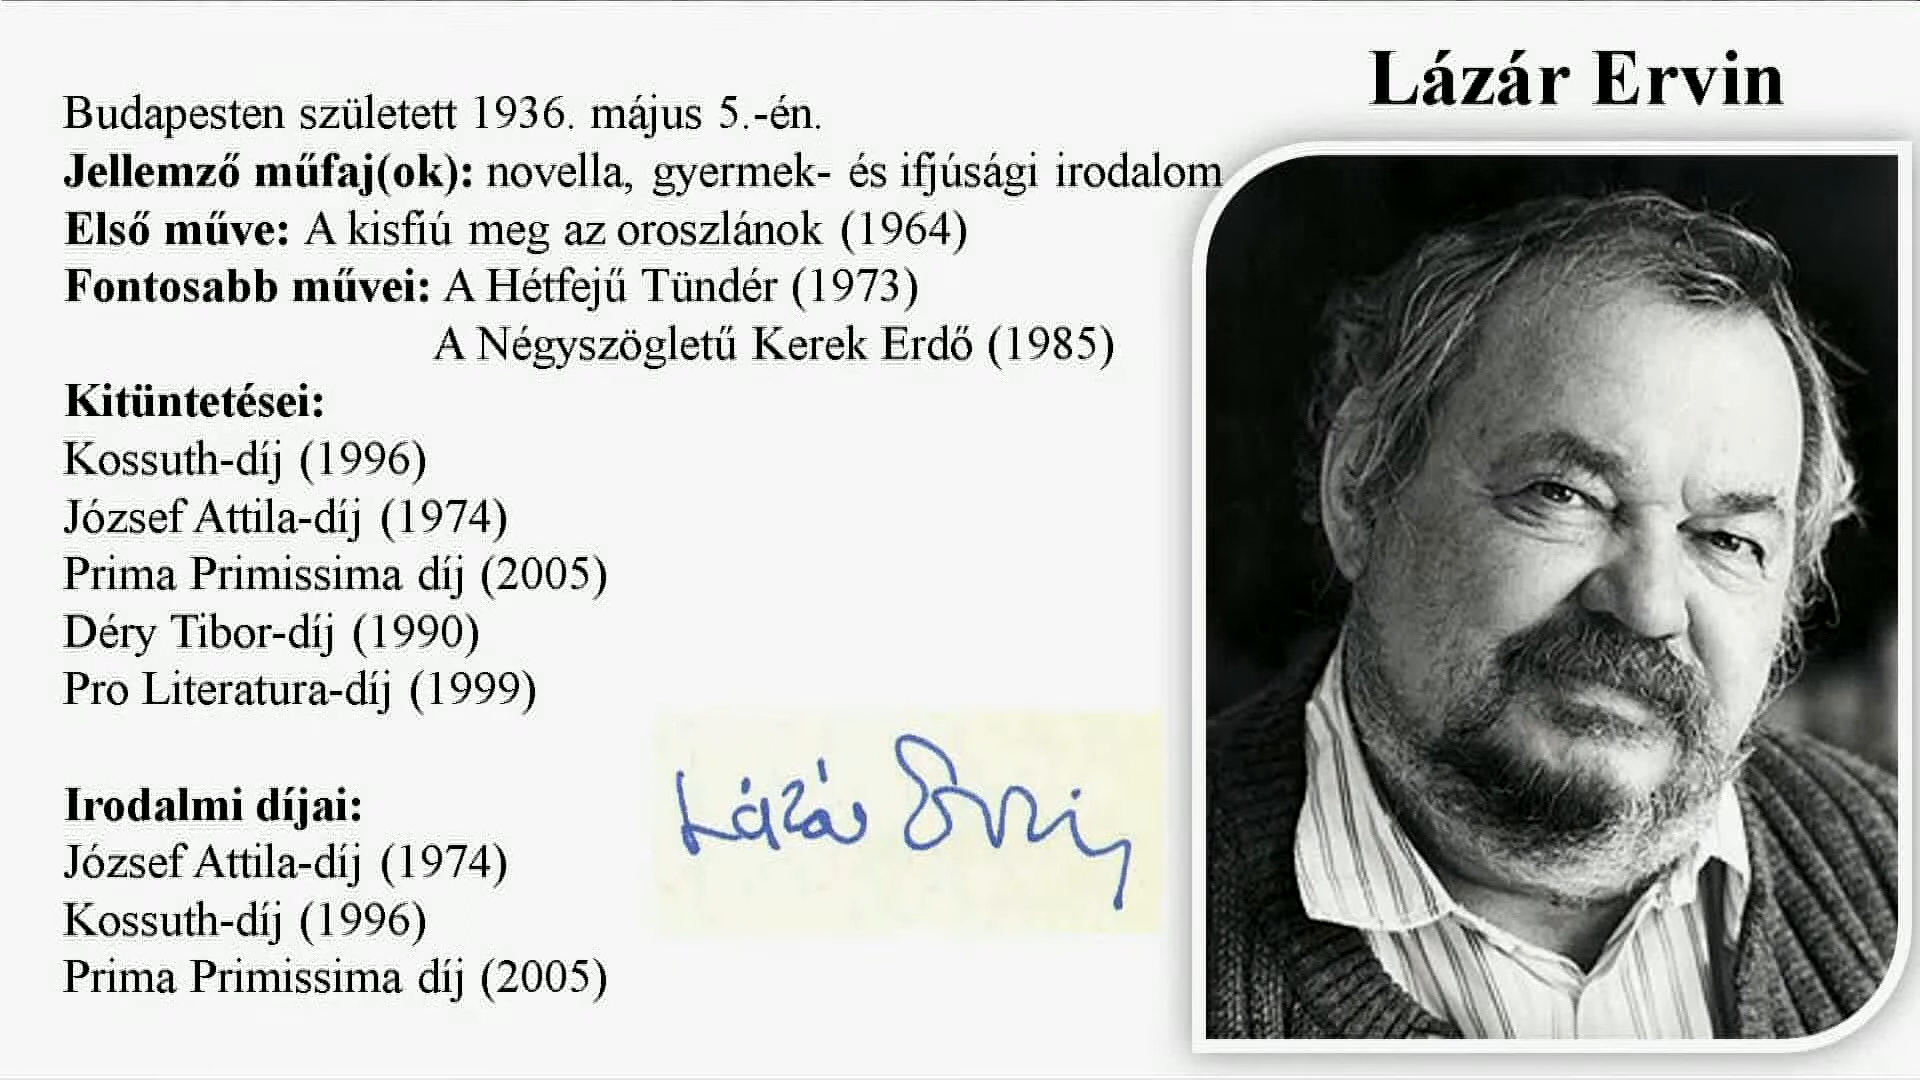 Lázár Ervin
Budapesten született 1936. május 5.-én.
Jellemző műfaj(ok): novella, gyermek- és ifjúsági irodalom
Első műve: A kisfiú meg az oroszlánok (1964)
Fontosabb művei: A Hétfejű Tündér (1973)
A Négyszögletű Kerek Erdő (1985)
Kitüntetései:
Kossuth-díj (1996)
József Attila-díj (1974)
Prima Primissima díj (2005)
Déry Tibor-díj (1990)
Pro Literatura-díj (1999)
Irodalmi díjai:
József Attila-díj (1974)
Kossuth-díj (1996)
Prima Primissima díj (2005)
Lázár Ervin